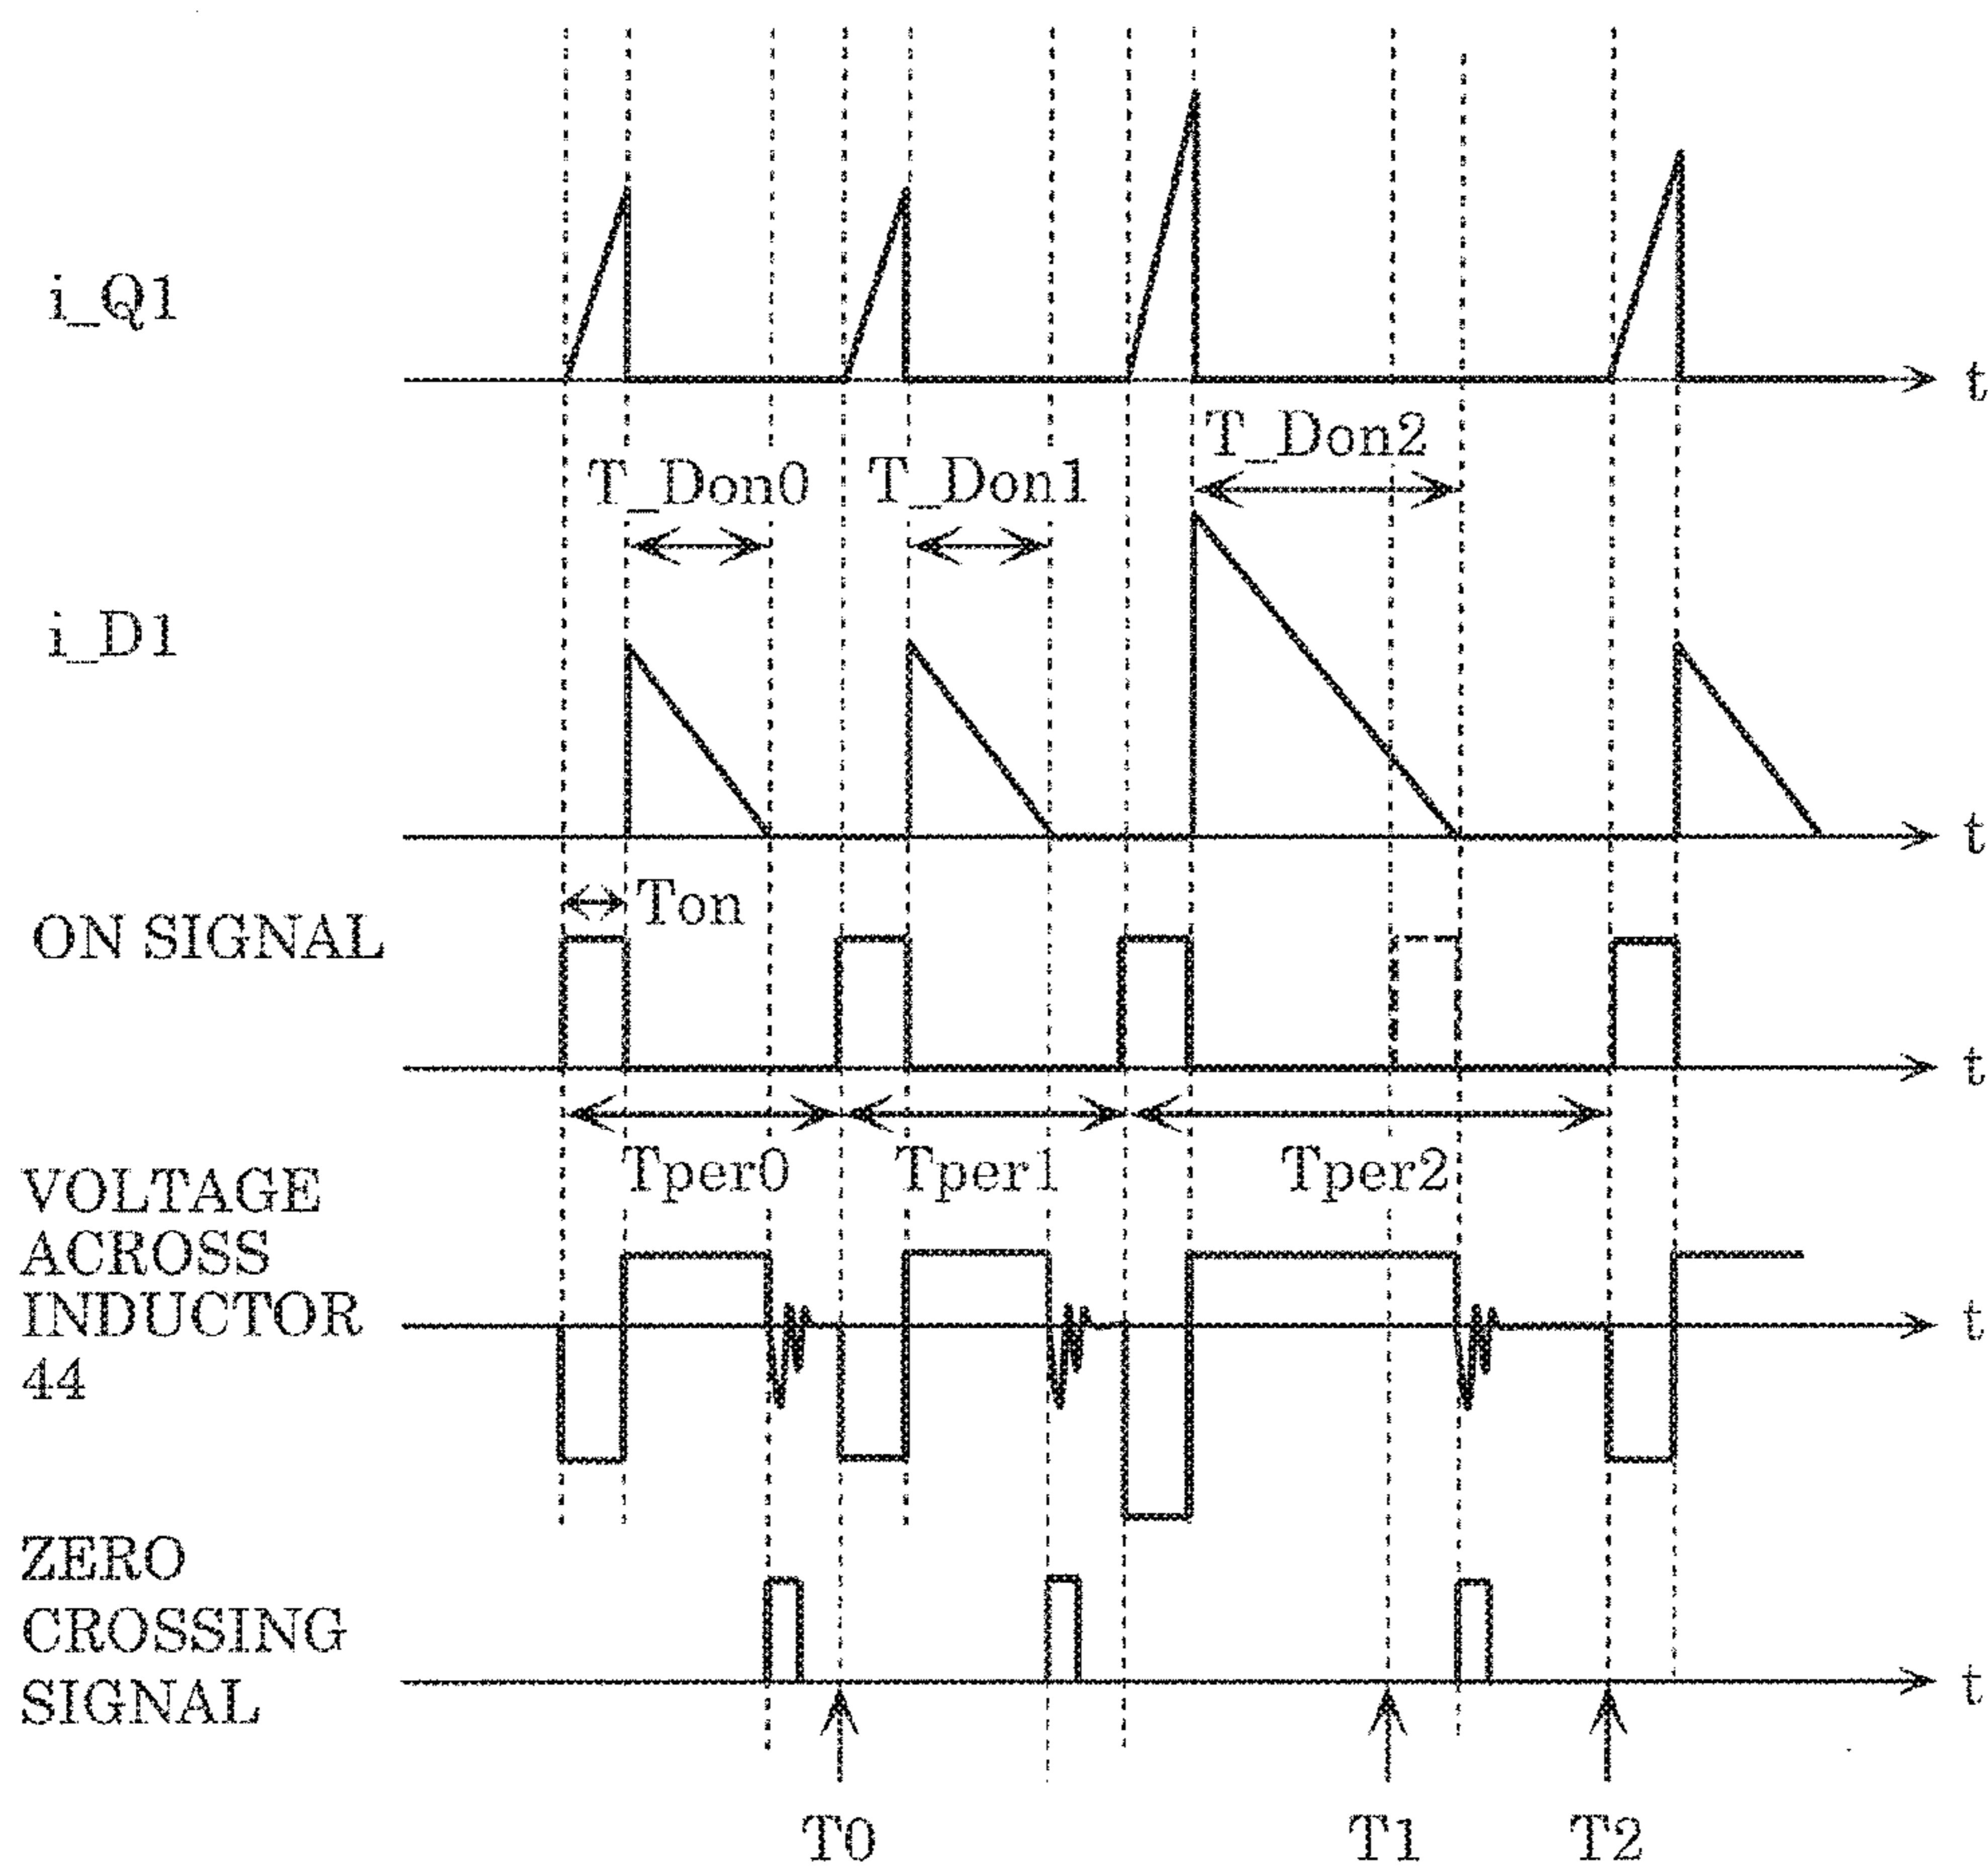 i_Q1
t
T_Don0
T_Don1
T_Don2
i_D1
t
Ton
ON SIGNAL
t
Tper0
Tper1
Tper2
VOLTAGE
ACROSS
INDUCTOR
44
t
ZERO
CROSSING
SIGNAL
t
T0
T1
T2